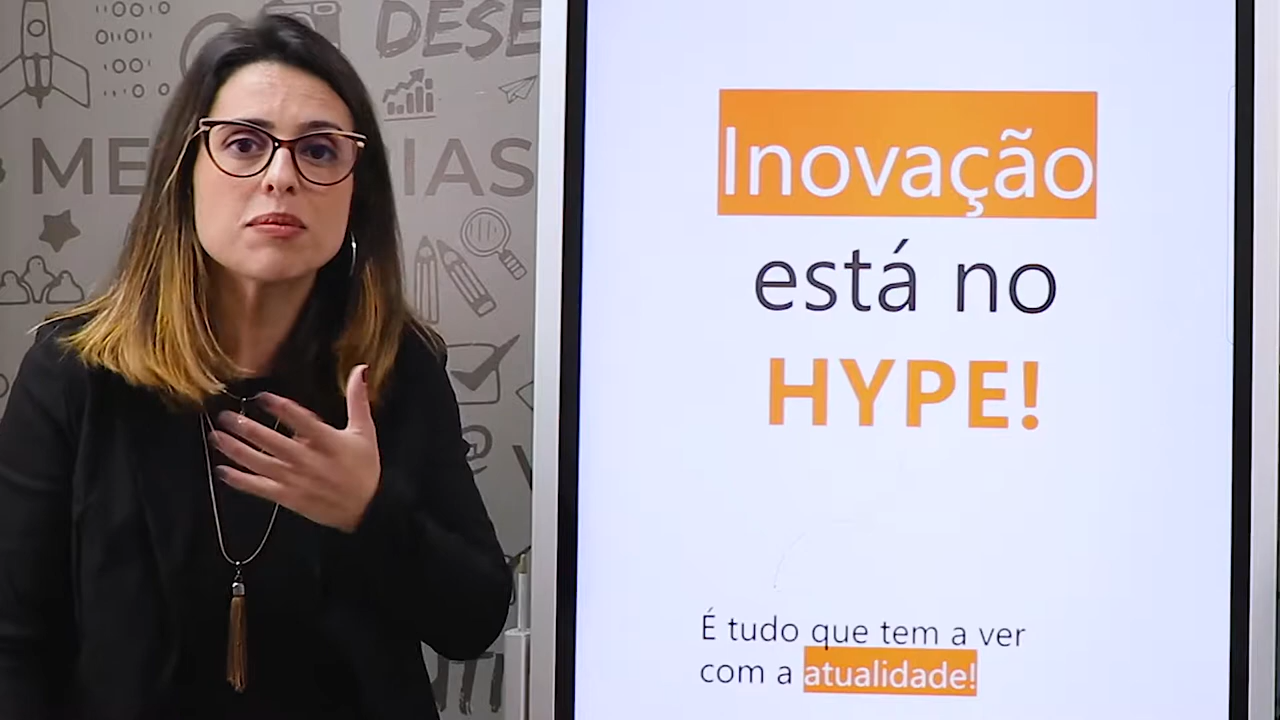 Inovação
está no
HYPE!
É tudo que tem a ver
com a atualidade!
DESE
ME
IAS
@